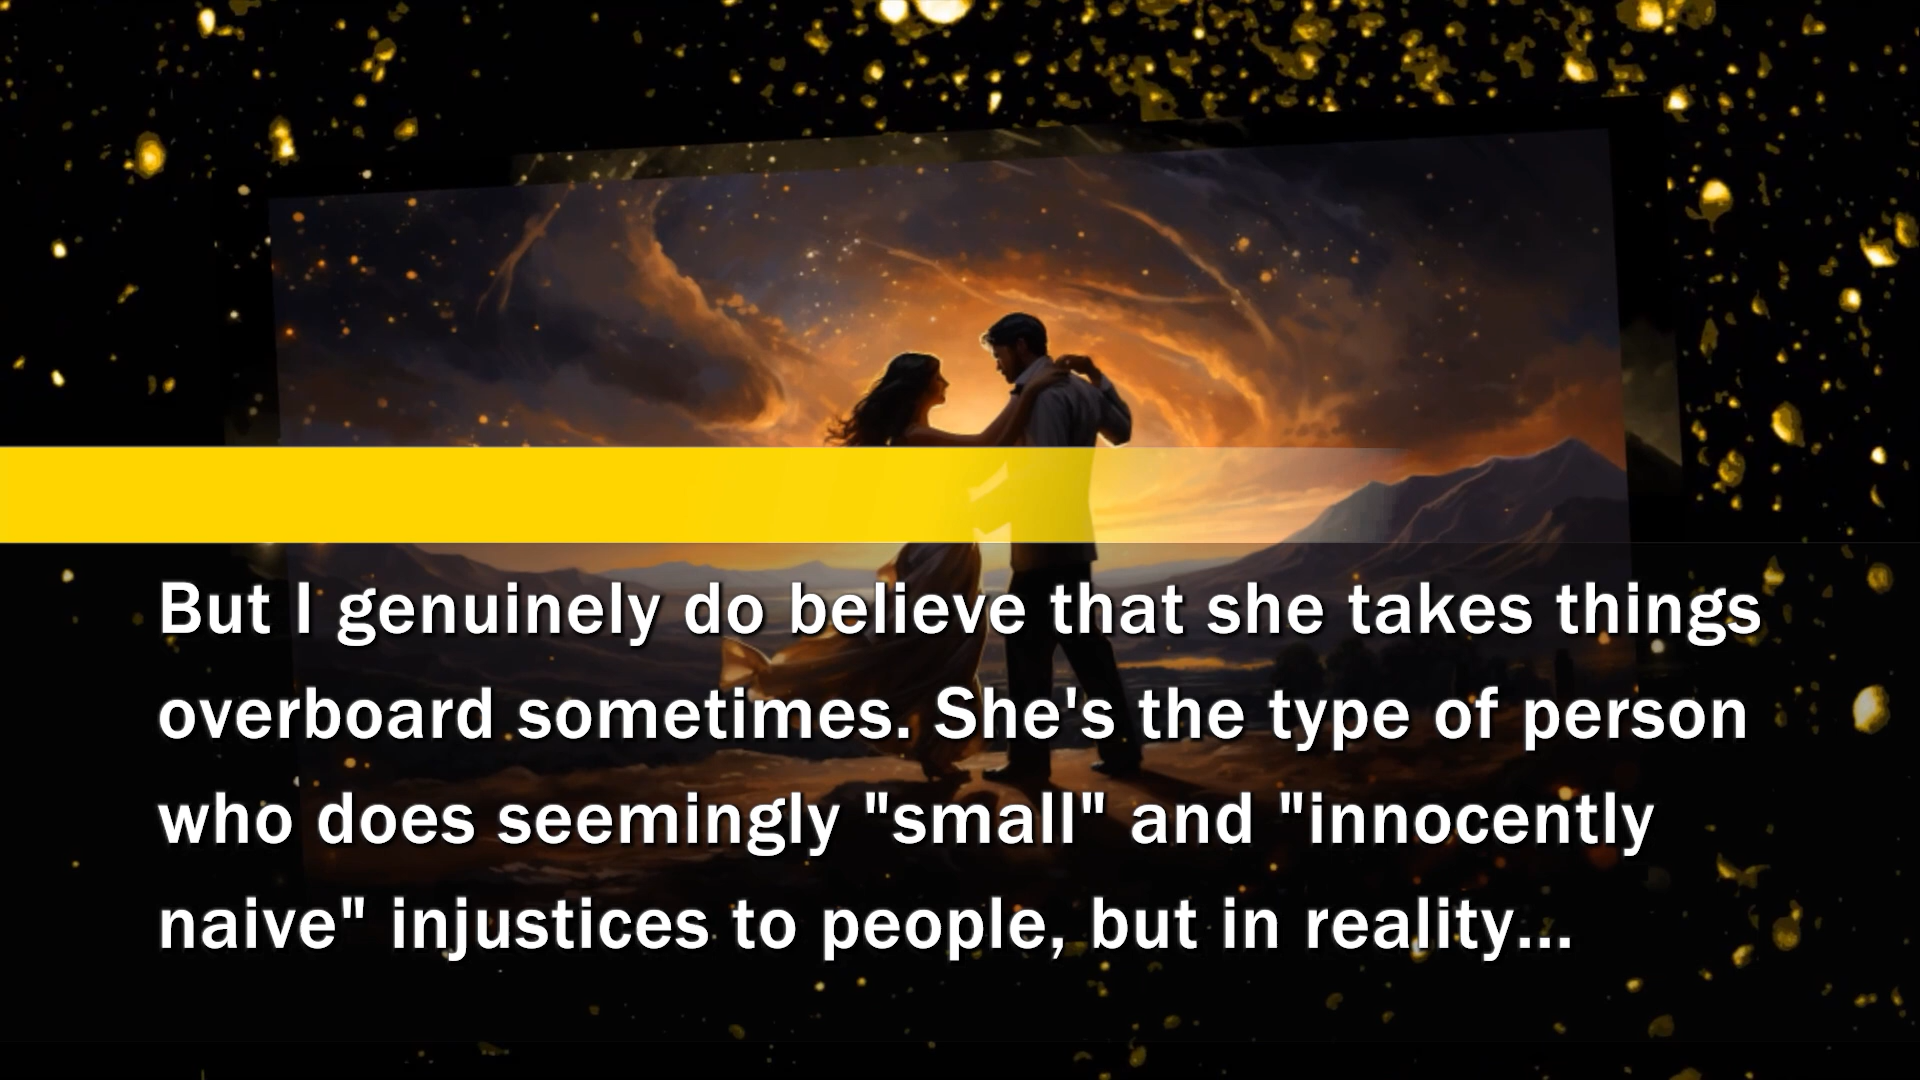 But I genuinely do believe that she takes things
overboard sometimes. She's the type of person
who does seemingly "small" and "innocently
naive" injustices to people, but in reality...